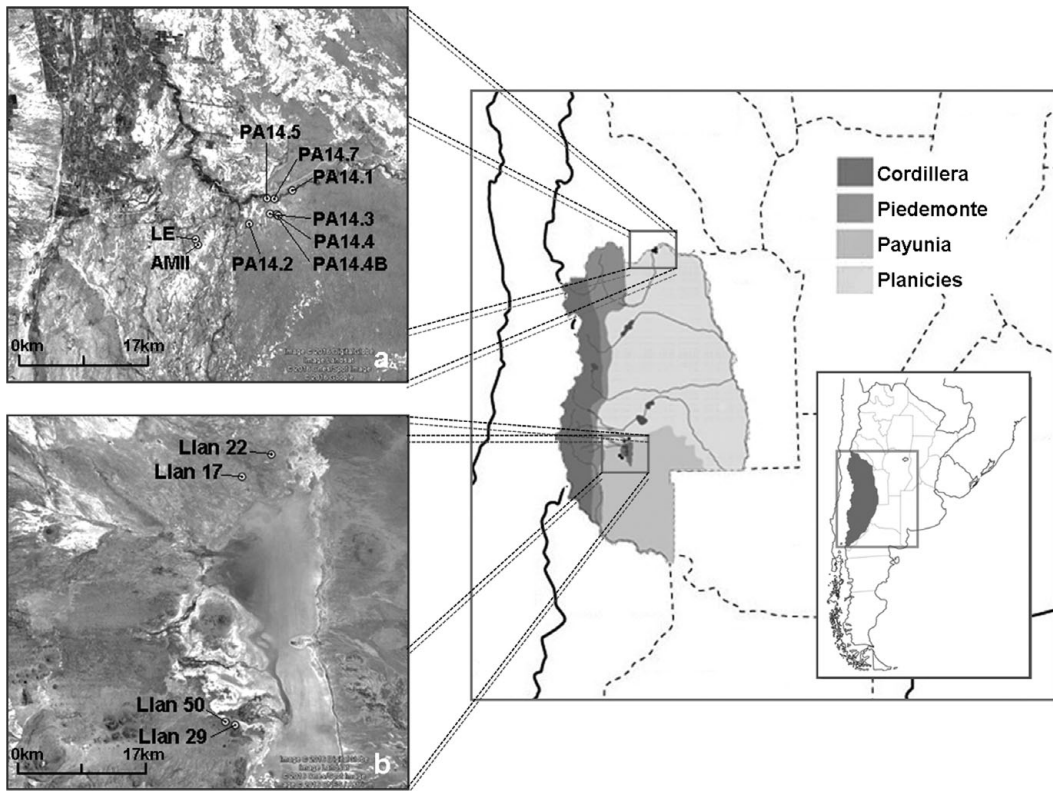 PA14.5
PA14.7
PA14.1
PA14.3
PA14.4
PA14.4B
PA14.2
LE
AMII
0km
17km
a
Llan 22
Llan 17
Llan 50
Llan 29
0km
17km
b
Cordillera
Piedemonte
Payunia
Planicies